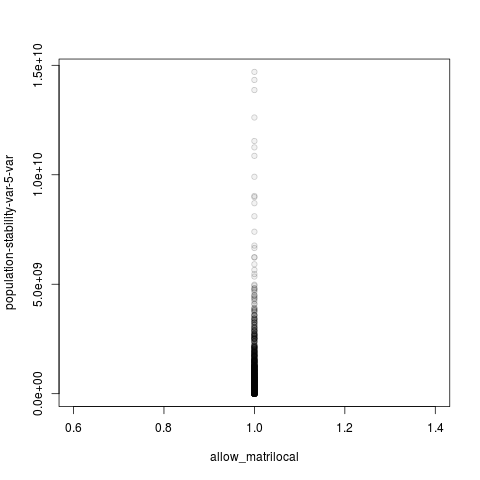 1.5e+10
1.0e+10
5.0e+09
0.0e+00
population-stability-var-5-var
0.6 0.8 1.0 1.2 1.4
allow_matrilocal